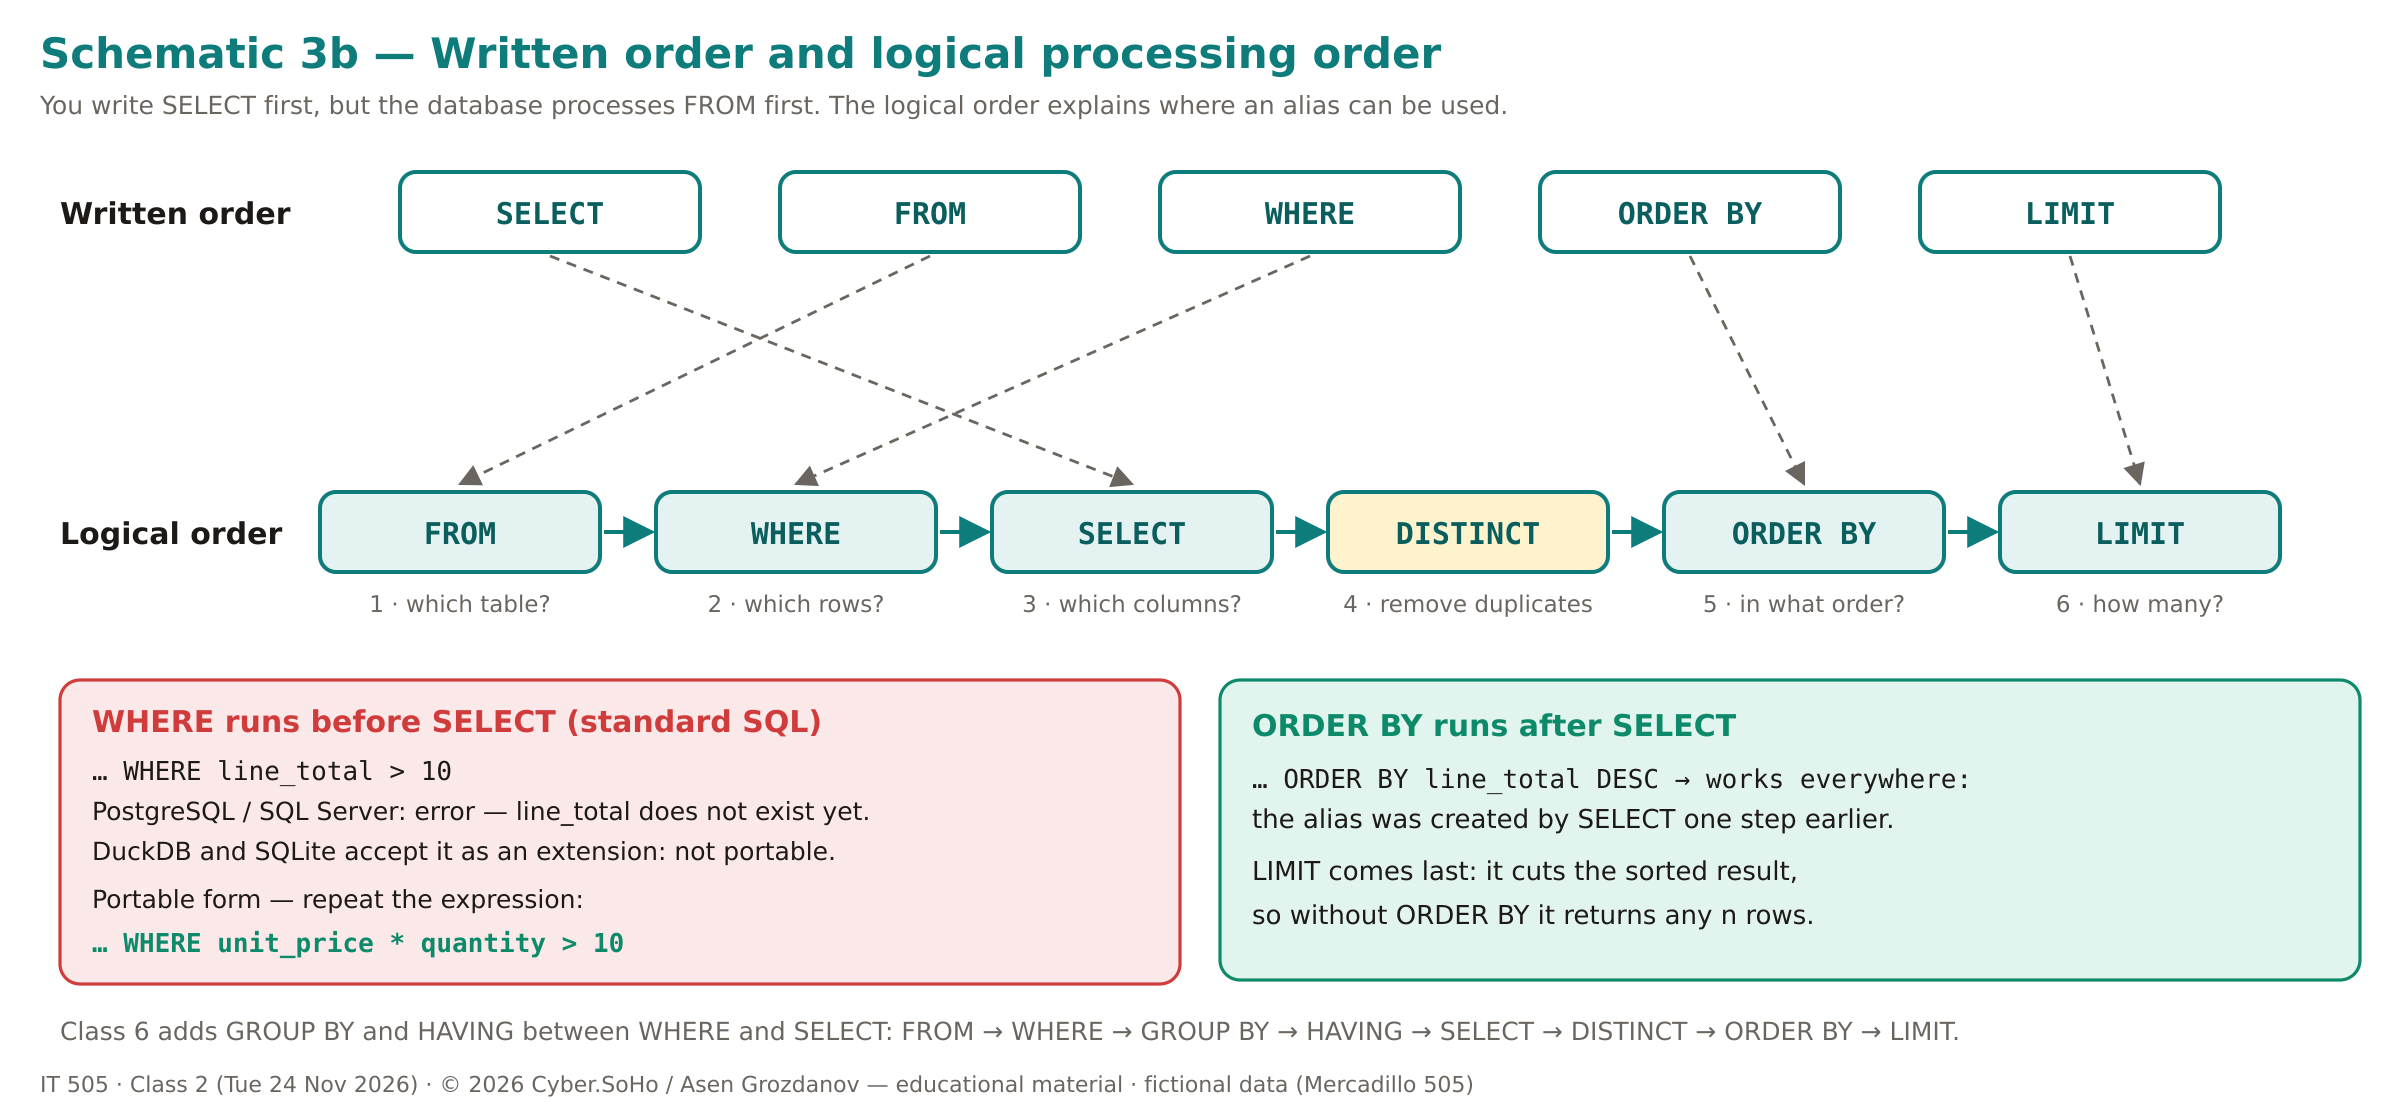 Schematic 3b — Written order and logical processing order
You write SELECT first, but the database processes FROM first. The logical order explains where an alias can be used.
Written order
SELECT
FROM
WHERE
ORDER BY
LIMIT
Logical order
FROM
WHERE
SELECT
DISTINCT
ORDER BY
LIMIT
1 · which table?
2 · which rows?
3 · which columns?
4 · remove duplicates
5 · in what order?
6 · how many?
WHERE runs before SELECT (standard SQL)
… WHERE line_total > 10
PostgreSQL / SQL Server: error — line_total does not exist yet.
DuckDB and SQLite accept it as an extension: not portable.
Portable form — repeat the expression:
… WHERE unit_price * quantity > 10
ORDER BY runs after SELECT
… ORDER BY line_total DESC → works everywhere:
the alias was created by SELECT one step earlier.
LIMIT comes last: it cuts the sorted result,
so without ORDER BY it returns any n rows.
Class 6 adds GROUP BY and HAVING between WHERE and SELECT: FROM → WHERE → GROUP BY → HAVING → SELECT → DISTINCT → ORDER BY → LIMIT.
IT 505 · Class 2 (Tue 24 Nov 2026) · © 2026 Cyber.SoHo / Asen Grozdanov — educational material · fictional data (Mercadillo 505)